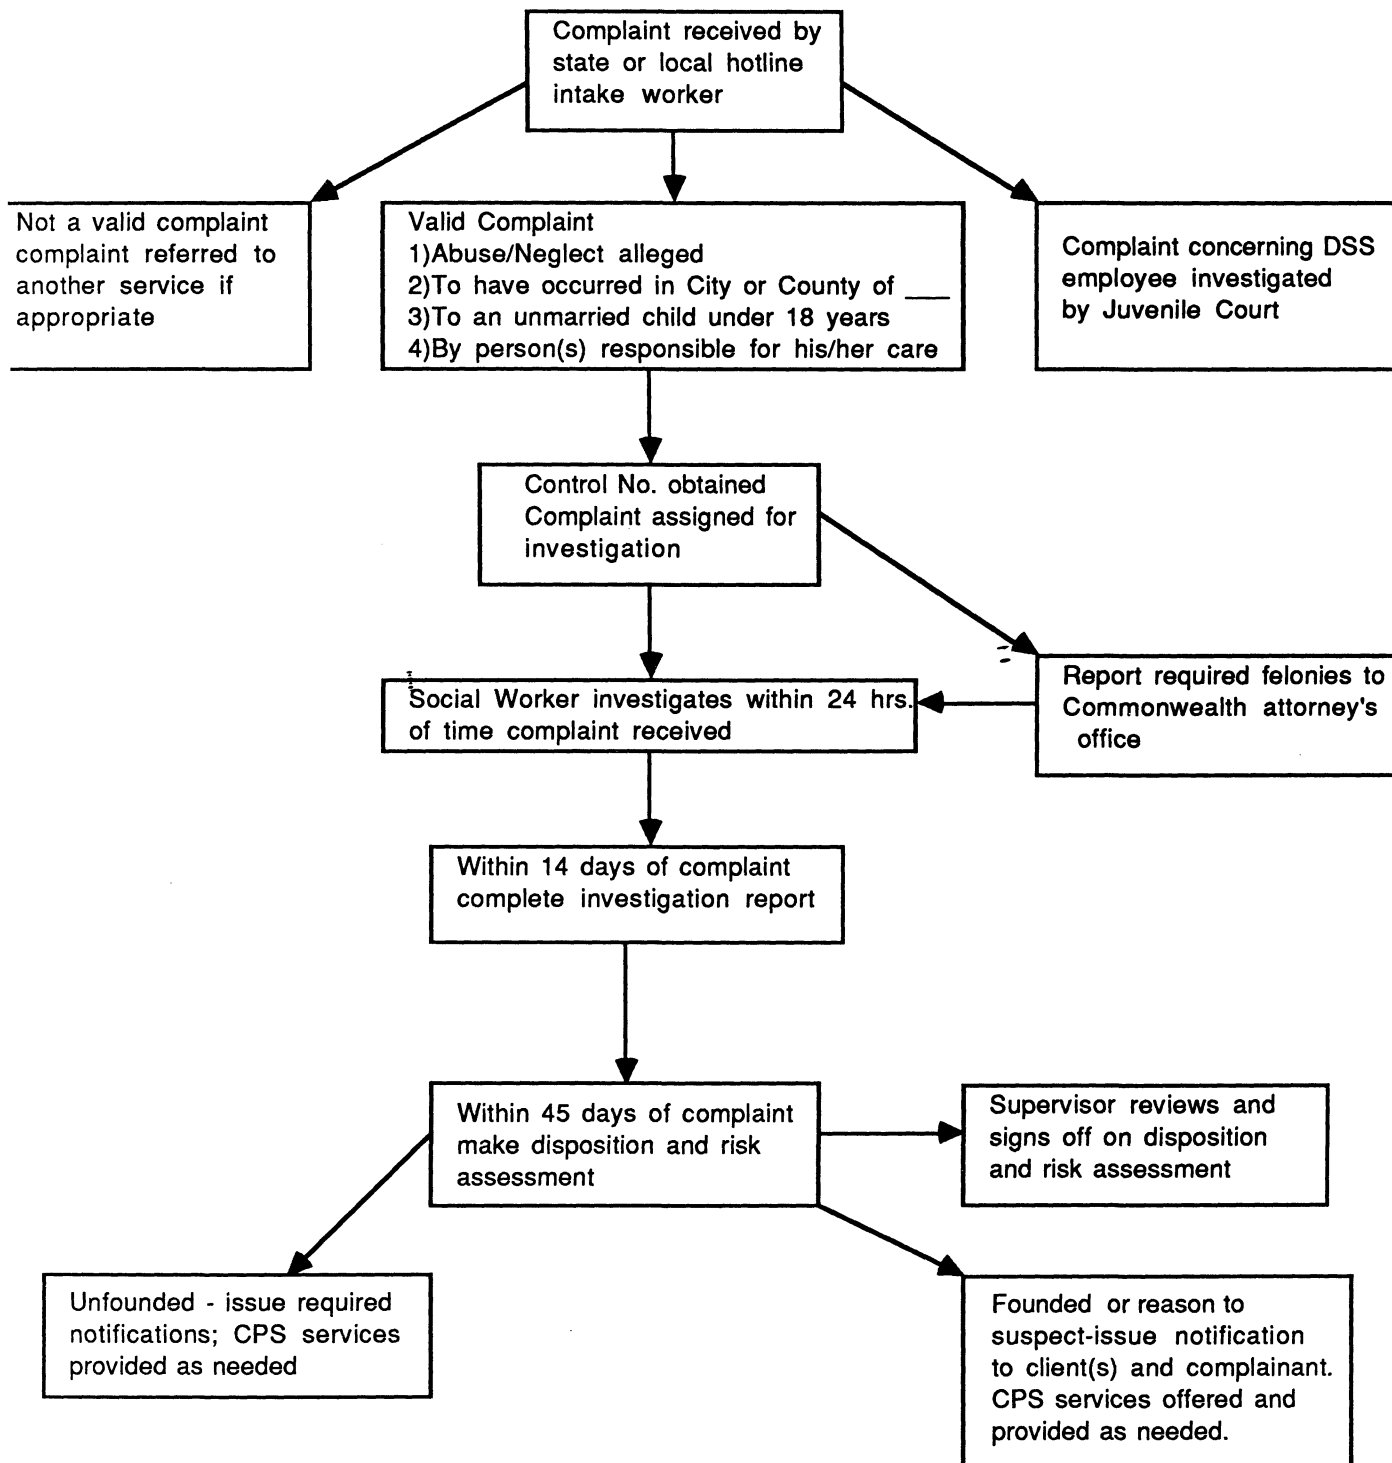 Complaint received by
state or local hotline
intake worker
Not a valid complaint
complaint referred to
another service if
appropriate
Valid Complaint
1)Abuse/Neglect alleged
2)To have occurred in City or County of ___
3)To an unmarried child under 18 years
4)By person(s) responsible for his/her care
Complaint concerning DSS
employee investigated
by Juvenile Court
Control No. obtained
Complaint assigned for
investigation
Report required felonies to
Commonwealth attorney's
office
Social Worker investigates within 24 hrs.
of time complaint received
Within 14 days of complaint
complete investigation report
Within 45 days of complaint
make disposition and risk
assessment
Supervisor reviews and
signs off on disposition
and risk assessment
Unfounded - issue required
notifications; CPS services
provided as needed
Founded or reason to
suspect-issue notification
to client(s) and complainant.
CPS services offered and
provided as needed.